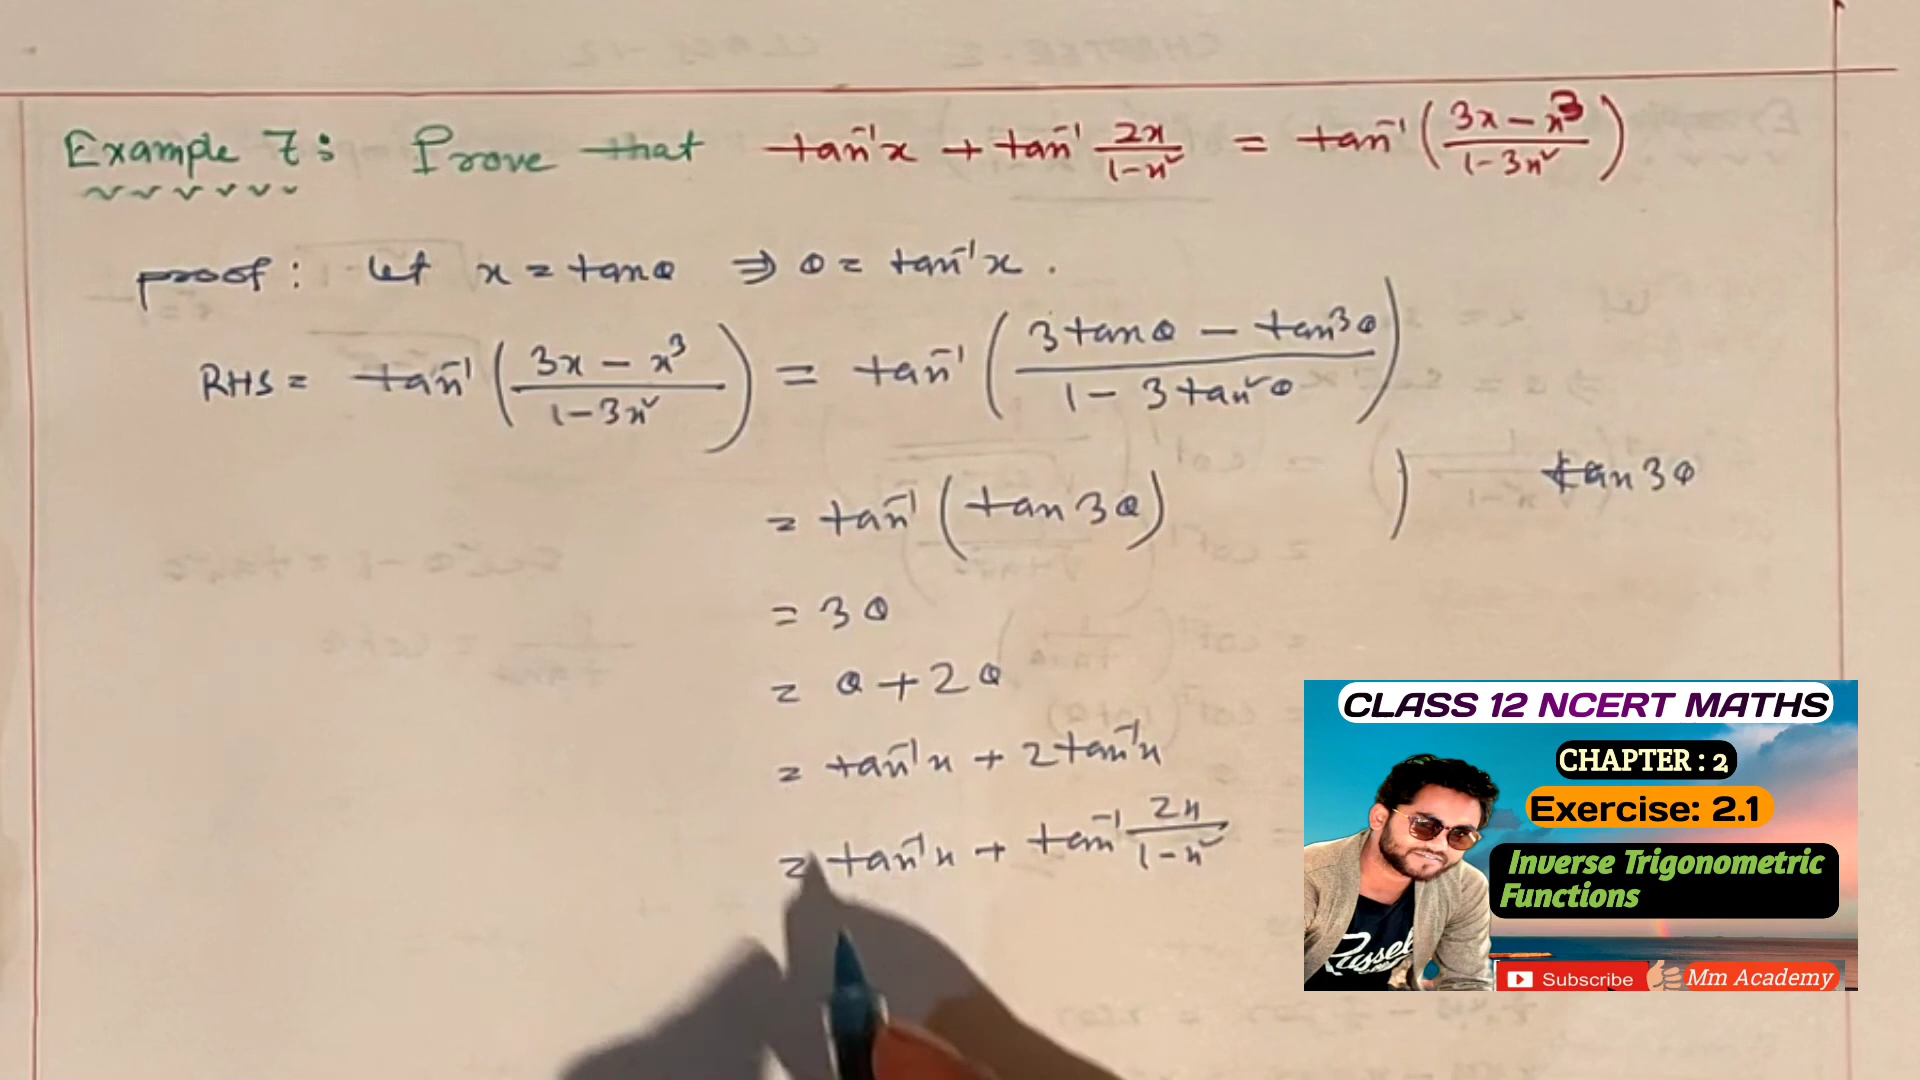 Example 7: Prove that tan⁻¹x + tan⁻¹ 2x/(1-x²) = tan⁻¹ ( (3x - x³)/(1-3x²) )
proof: Let x = tanθ ⇒ θ = tan⁻¹x .
RHS = tan⁻¹ ( (3x - x³)/(1-3x²) ) = tan⁻¹ ( (3tanθ - tan³θ)/(1-3tan²θ) )
= tan⁻¹ ( tan3θ ) ) tan3θ
= 3θ
= θ + 2θ
= tan⁻¹x + 2tan⁻¹x
= tan⁻¹x + tan⁻¹ 2x/(1-x²)
CLASS 12 NCERT MATHS
CHAPTER : 2
Exercise: 2.1
Inverse Trigonometric
Functions
Russel
Subscribe Mm Academy